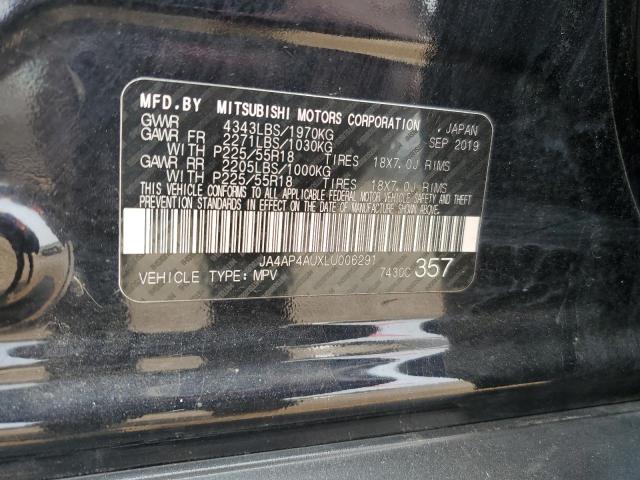 MFD.BY MITSUBISHI MOTORS CORPORATION , JAPAN
GVWR 4343LBS/1970KG SEP 2019
GAWR FR 2271LBS/1030KG
WITH P225/55R18 TIRES 18X7.0J RIMS
GAWR RR 2205LBS/1000KG
WITH P225/55R18 TIRES 18X7.0J RIMS
THIS VEHICLE CONFORMS TO ALL APPLICABLE FEDERAL MOTOR VEHICLE SAFETY AND THEFT
PREVENTION STANDARDS IN EFFECT ON THE DATE OF MANUFACTURE SHOWN ABOVE.
JA4AP4AUXLU006291
VEHICLE TYPE: MPV 7430C 357